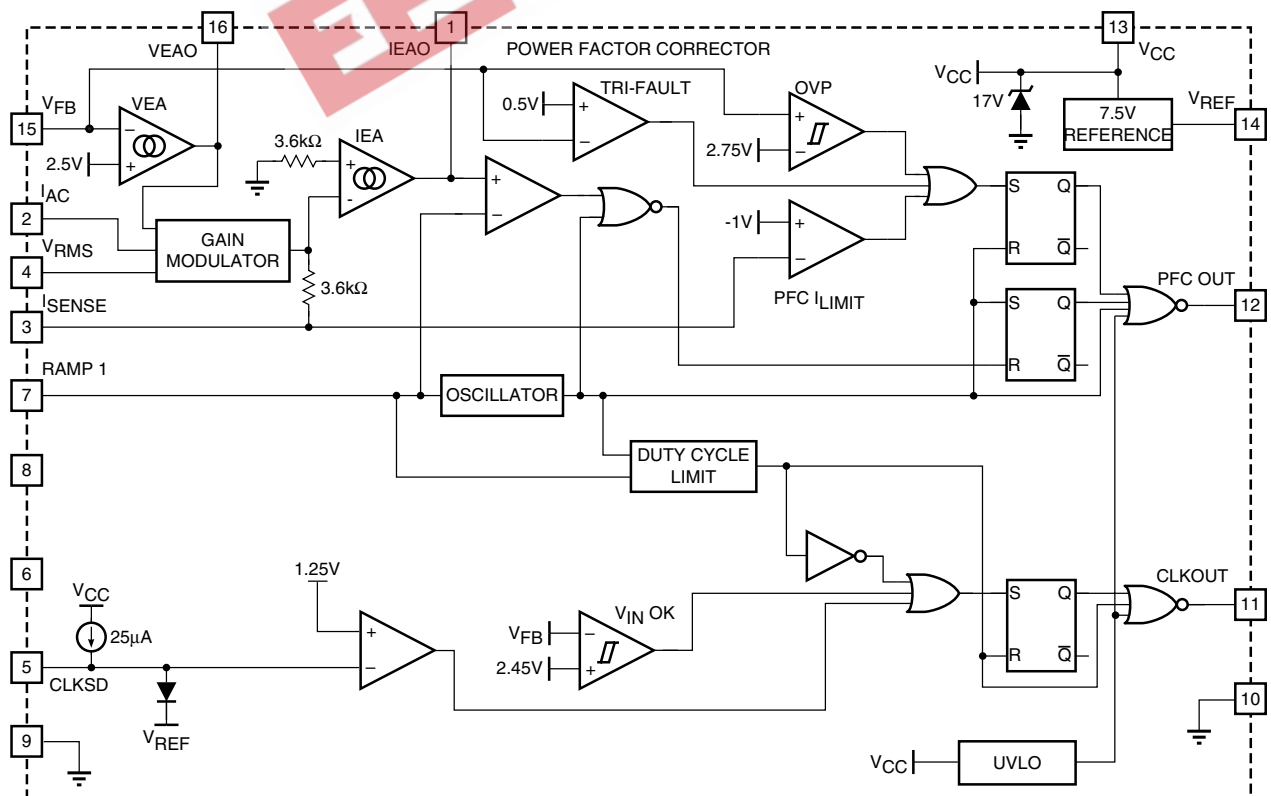 16
1
13
VEAO
IEAO
POWER FACTOR CORRECTOR
VCC
VFB
VEA
TRI-FAULT
OVP
VCC
17V
0.5V
15
3.6kΩ
IEA
7.5V
REFERENCE
VREF
14
2.5V
2.75V
IAC
2
GAIN
MODULATOR
-1V
S
Q
R
Q
VRMS
4
3.6kΩ
PFC ILIMIT
PFC OUT
ISENSE
3
S
Q
R
Q
12
RAMP 1
7
OSCILLATOR
8
DUTY CYCLE
LIMIT
6
1.25V
VCC
25μA
VFB
VIN OK
2.45V
S
Q
R
Q
CLKOUT
11
5
CLKSD
10
9
VREF
VCC
UVLO